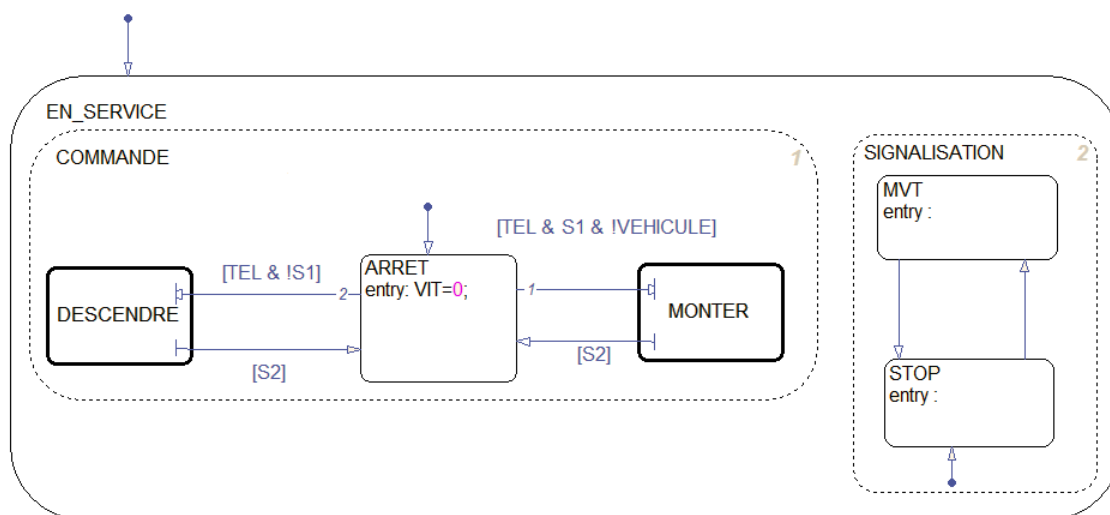 EN_SERVICE
COMMANDE
1
[TEL & S1 & !VEHICULE]
[TEL & !S1]
ARRET
entry: VIT=0;
2
1
DESCENDRE
MONTER
[S2]
[S2]
SIGNALISATION
2
MVT
entry :
STOP
entry :